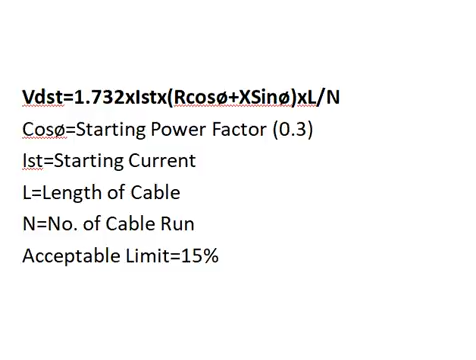 Vdst=1.732xIstx(Rcosø+XSinø)xL/N
Cosø=Starting Power Factor (0.3)
Ist=Starting Current
L=Length of Cable
N=No. of Cable Run
Acceptable Limit=15%